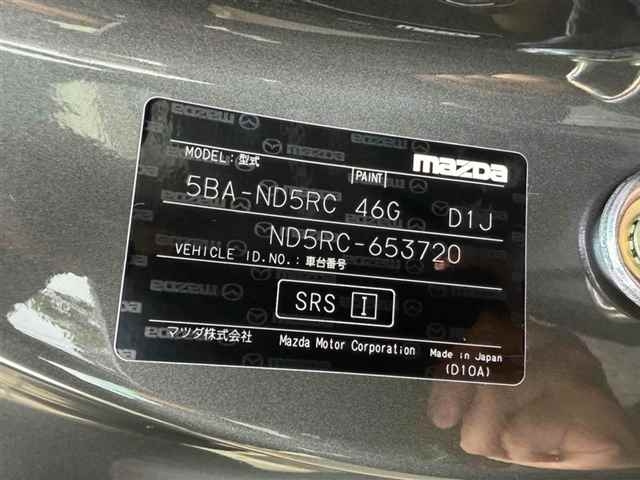 MODEL:型式 PAINT mazda
5BA-ND5RC 46G D1J
ND5RC-653720
VEHICLE ID.NO.:車台番号
SRS I
マツダ株式会社 Mazda Motor Corporation Made in Japan
(D10A)